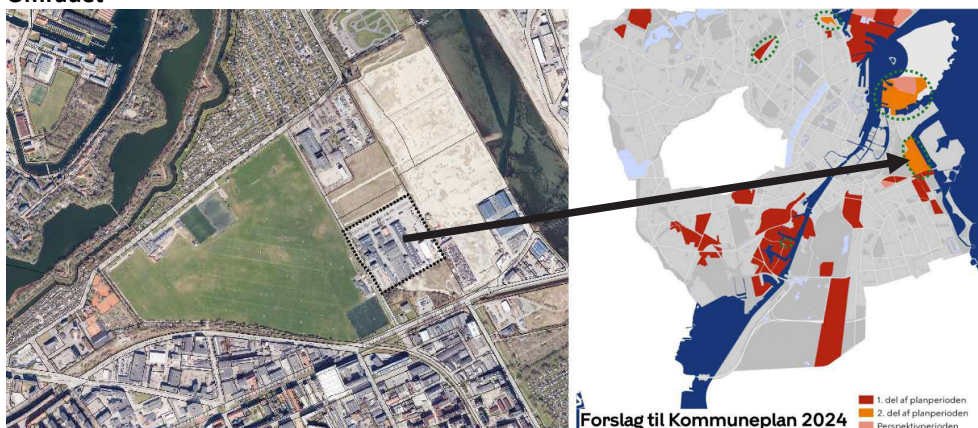 Området
Forslag til Kommuneplan 2024
1. del af planperioden
2. del af planperioden
Perspektivperioden